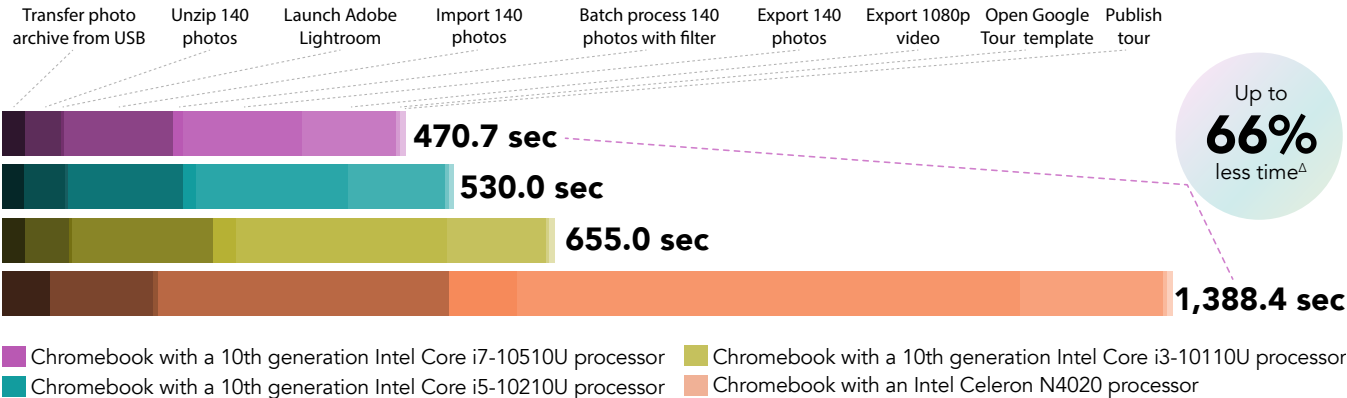 Transfer photo
archive from USB
Unzip 140
photos
Launch Adobe
Lightroom
Import 140
photos
Batch process 140
photos with filter
Export 140
photos
Export 1080p
video
Open Google
Tour template
Publish
tour
Up to
66%
less time△
470.7 sec
530.0 sec
655.0 sec
1,388.4 sec
Chromebook with a 10th generation Intel Core i7-10510U processor
Chromebook with a 10th generation Intel Core i5-10210U processor
Chromebook with a 10th generation Intel Core i3-10110U processor
Chromebook with an Intel Celeron N4020 processor